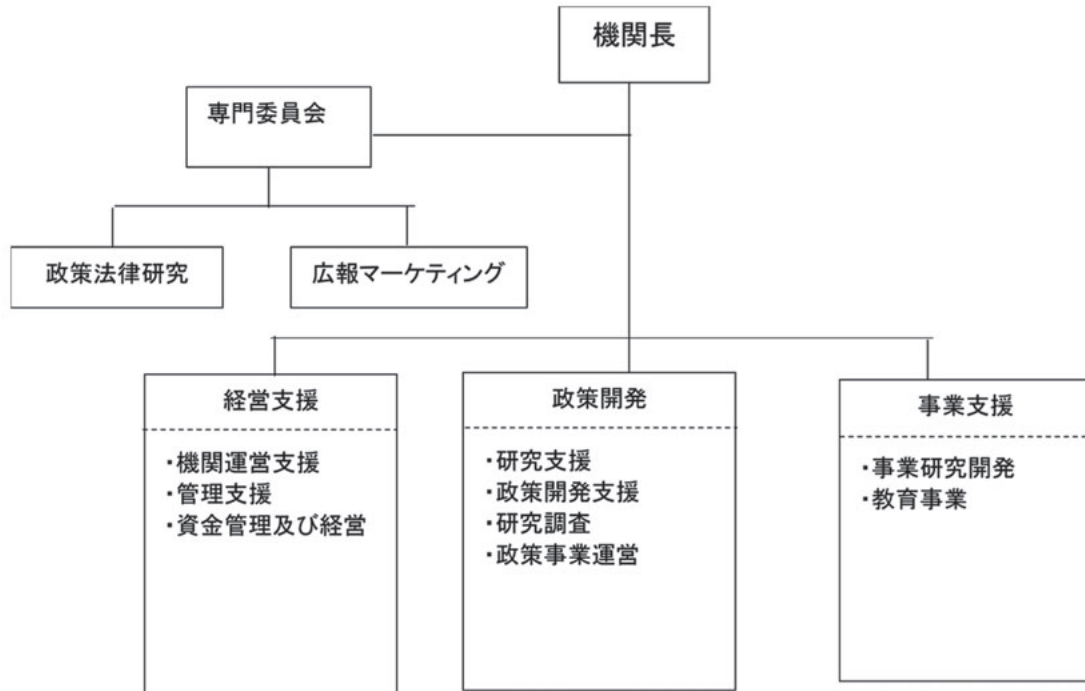 機関長
専門委員会
政策法律研究
広報マーケティング
経営支援
・機関運営支援
・管理支援
・資金管理及び経営
政策開発
・研究支援
・政策開発支援
・研究調査
・政策事業運営
事業支援
・事業研究開発
・教育事業